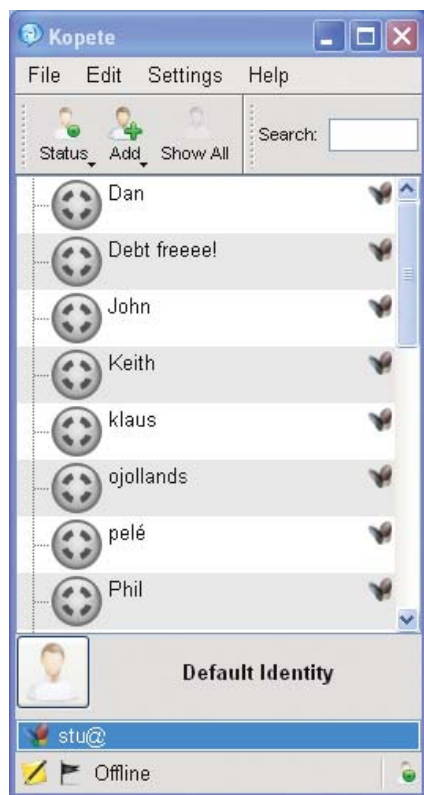 Kopete
File Edit Settings Help
Status Add Show All Search:
Dan
Debt freeee!
John
Keith
klaus
ojollands
pelé
Phil
Default Identity
stu@
Offline